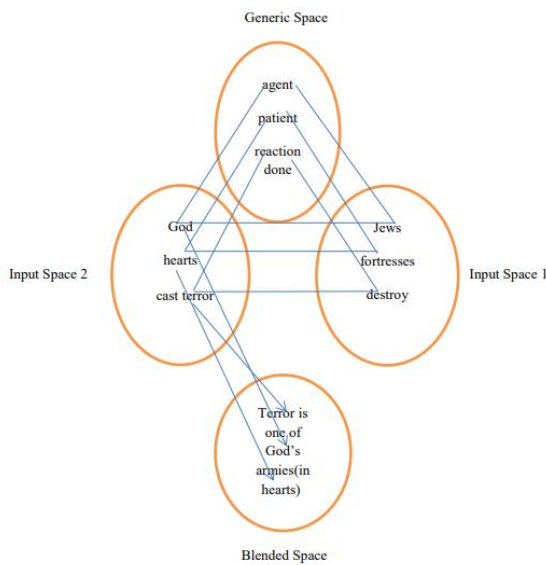 Generic Space
agent
patient
reaction
done
God
Jews
Input Space 2
hearts
fortresses
Input Space 1
cast terror
destroy
Terror is
one of
God's
armies(in
hearts)
Blended Space